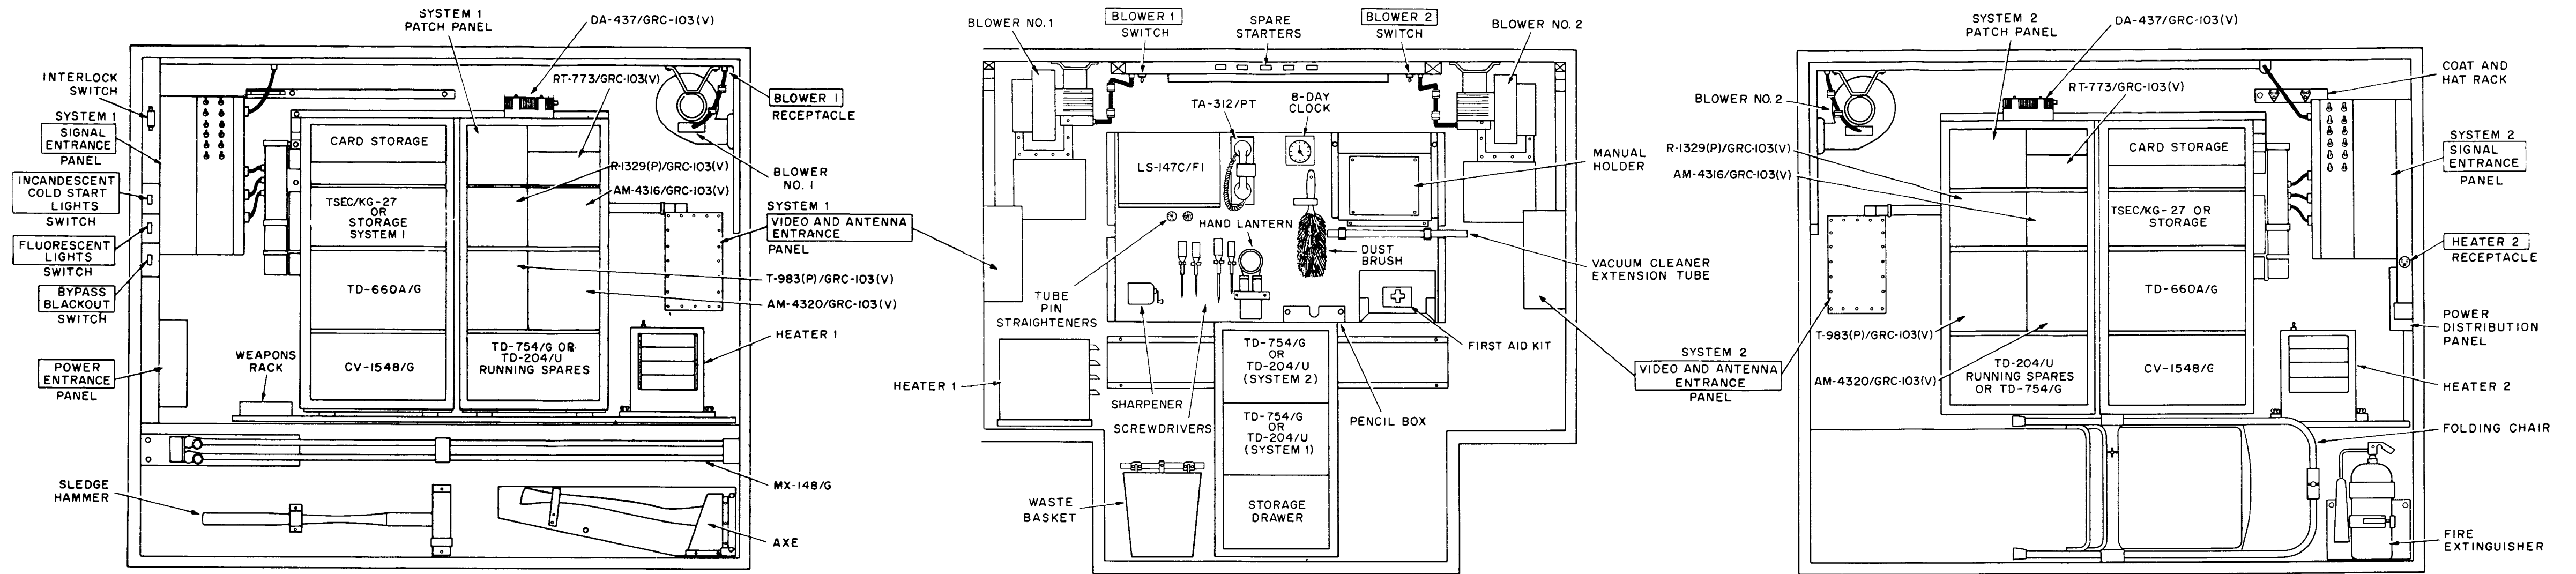 SYSTEM 1
PATCH PANEL
DA-437/GRC-103(V)
INTERLOCK
SWITCH
RT-773/GRC-103(V)
BLOWER 1
RECEPTACLE
SYSTEM 1
SIGNAL
ENTRANCE
PANEL
CARD STORAGE
BLOWER
NO. 1
R-1329(P)/GRC-103(V)
AM-4316/GRC-103(V)
INCANDESCENT
COLD START
LIGHTS
SWITCH
TSEC/KG-27
OR
STORAGE
SYSTEM 1
SYSTEM 1
VIDEO AND ANTENNA
ENTRANCE
PANEL
FLUORESCENT
LIGHTS
SWITCH
T-983(P)/GRC-103(V)
TD-660A/G
AM-4320/GRC-103(V)
BYPASS
BLACKOUT
SWITCH
HEATER 1
WEAPONS
RACK
TD-754/G OR
TD-204/U
RUNNING SPARES
CV-1548/G
POWER
ENTRANCE
PANEL
MX-148/G
SLEDGE
HAMMER
AXE
BLOWER NO. 1
BLOWER 1
SWITCH
SPARE
STARTERS
BLOWER 2
SWITCH
BLOWER NO. 2
TA-312/PT
8-DAY
CLOCK
LS-147C/FI
MANUAL
HOLDER
HAND LANTERN
DUST
BRUSH
VACUUM CLEANER
EXTENSION TUBE
TUBE
PIN
STRAIGHTENERS
FIRST AID KIT
TD-754/G
OR
TD-204/U
(SYSTEM 2)
HEATER 1
SHARPENER
SCREWDRIVERS
PENCIL BOX
TD-754/G
OR
TD-204/U
(SYSTEM 1)
WASTE
BASKET
STORAGE
DRAWER
SYSTEM 2
PATCH PANEL
DA-437/GRC-103(V)
COAT AND
HAT RACK
RT-773/GRC-103(V)
BLOWER NO. 2
R-1329(P)/GRC-103(V)
AM-4316/GRC-103(V)
CARD STORAGE
SYSTEM 2
SIGNAL
ENTRANCE
PANEL
TSEC/KG-27 OR
STORAGE
HEATER 2
RECEPTACLE
TD-660A/G
POWER
DISTRIBUTION
PANEL
T-983(P)/GRC-103(V)
SYSTEM 2
VIDEO AND ANTENNA
ENTRANCE
PANEL
TD-204/U
RUNNING SPARES
OR TD-754/G
CV-1548/G
AM-4320/GRC-103(V)
HEATER 2
FOLDING CHAIR
FIRE
EXTINGUISHER